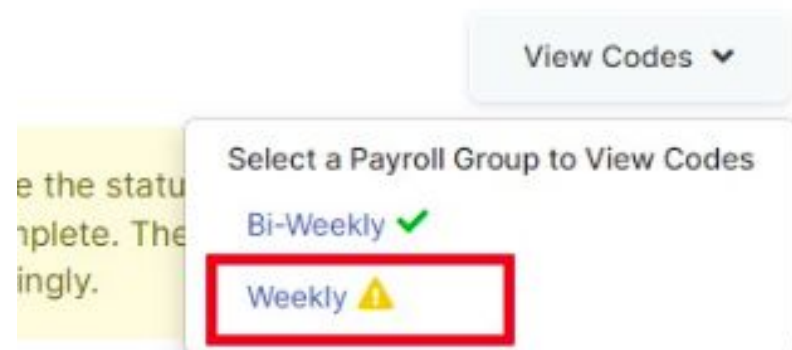 View Codes
Select a Payroll Group to View Codes
e the statu
nplete. The
ingly.
Bi-Weekly
Weekly